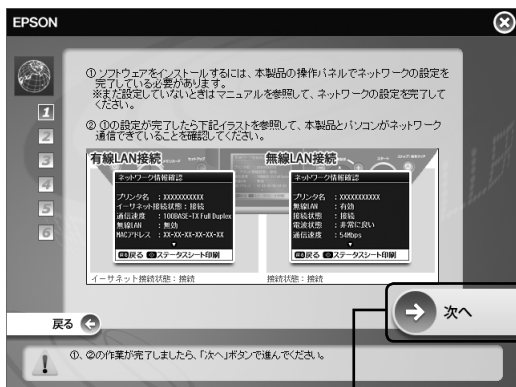 EPSON
① ソフトウェアをインストールするには、本製品の操作パネルでネットワークの設定を
完了している必要があります。
※まだ設定していないときはマニュアルを参照して、ネットワークの設定を完了して
ください。
② ①の設定が完了したら下記イラストを参照して、本製品とパソコンがネットワーク
通信できていることを確認してください。
1
2
3
4
5
6
有線LAN接続
ネットワーク情報確認
プリンタ名 : XXXXXXXXXXX
イーサネット接続状態 : 接続
通信速度 : 100BASE-TX Full Duplex
無線LAN : 無効
MACアドレス : XX-XX-XX-XX-XX-XX
戻る ステータスシート印刷
イーサネット接続状態：接続
無線LAN接続
ネットワーク情報確認
プリンタ名 : XXXXXXXXXXX
無線LAN : 有効
接続状態 : 接続
電波状態 : 非常に良い
通信速度 : 54Mbps
戻る ステータスシート印刷
接続状態：接続
次へ
戻る
①、②の作業が完了しましたら、「次へ」ボタンで進んでください。